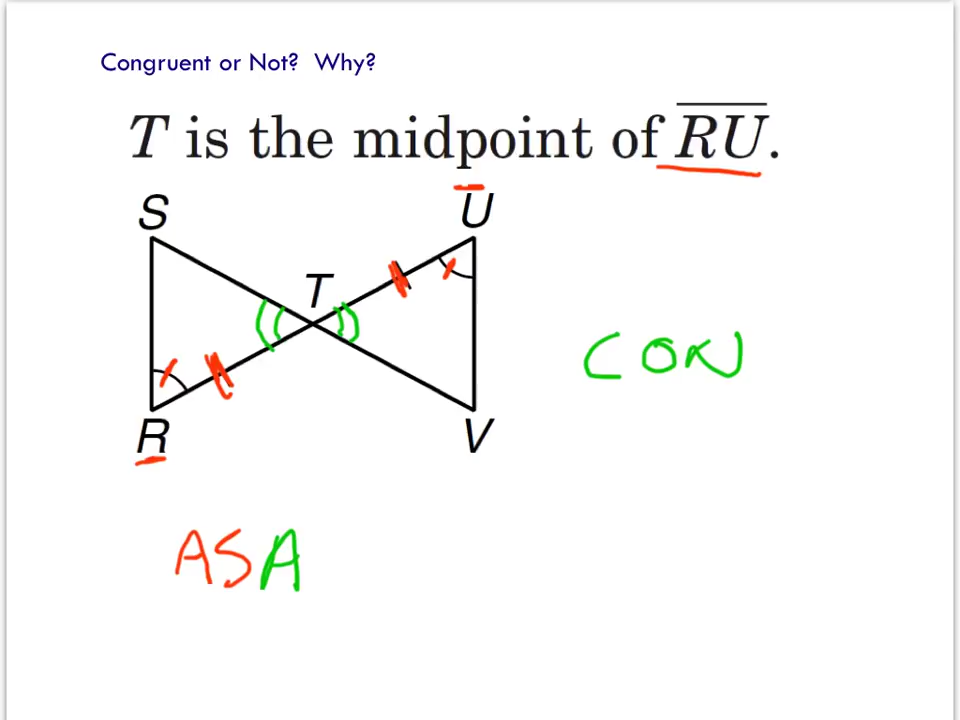 Congruent or Not? Why?
T is the midpoint of RU.
S
U
T
CON
R
V
ASA